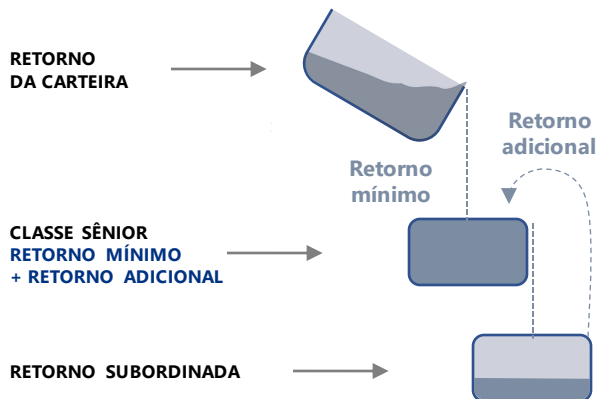 RETORNO
DA CARTEIRA
Retorno
adicional
Retorno
mínimo
CLASSE SÊNIOR
RETORNO MÍNIMO
+ RETORNO ADICIONAL
RETORNO SUBORDINADA